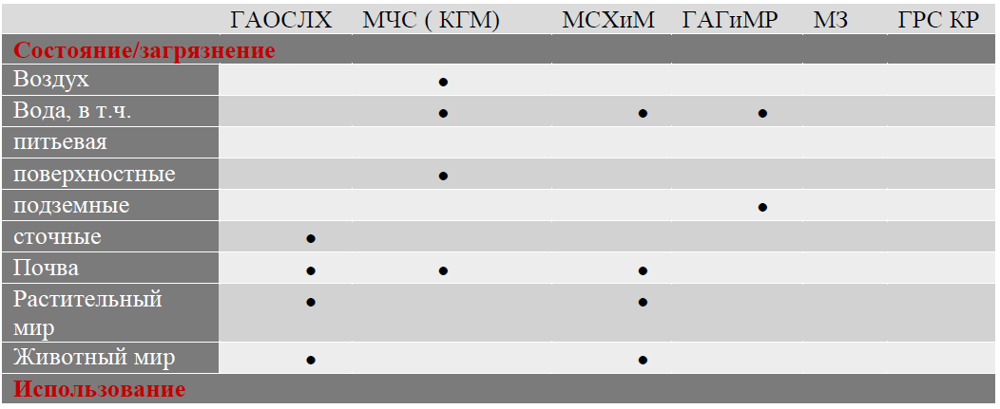 ГАОСЛХ МЧС ( КГМ) МСХиМ ГАГиМР МЗ ГРС КР
Состояние/загрязнение
Воздух •
Вода, в т.ч. • • •
питьевая
поверхностные •
подземные •
сточные •
Почва • • •
Растительный • •
мир
Животный мир • •
Использование